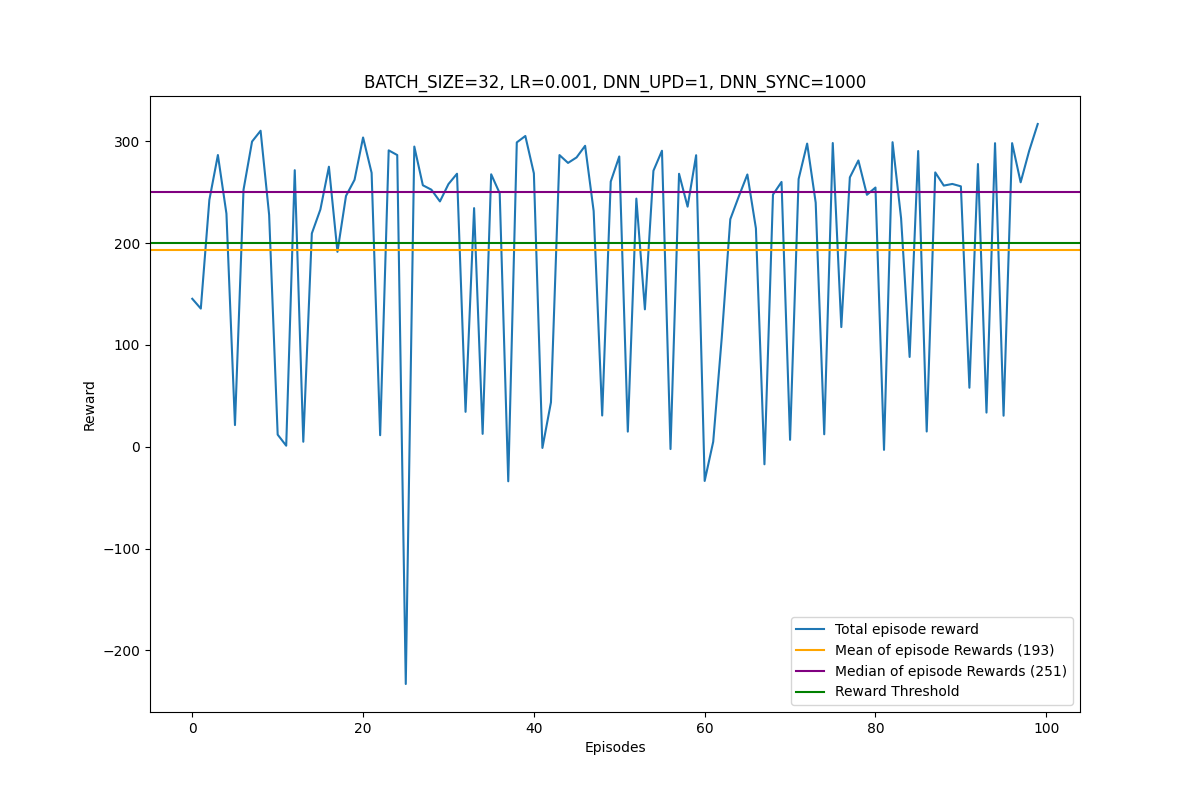 BATCH_SIZE=32, LR=0.001, DNN_UPD=1, DNN_SYNC=1000
300
200
100
0
−100
−200
Reward
0 20 40 60 80 100
Episodes
Total episode reward
Mean of episode Rewards (193)
Median of episode Rewards (251)
Reward Threshold